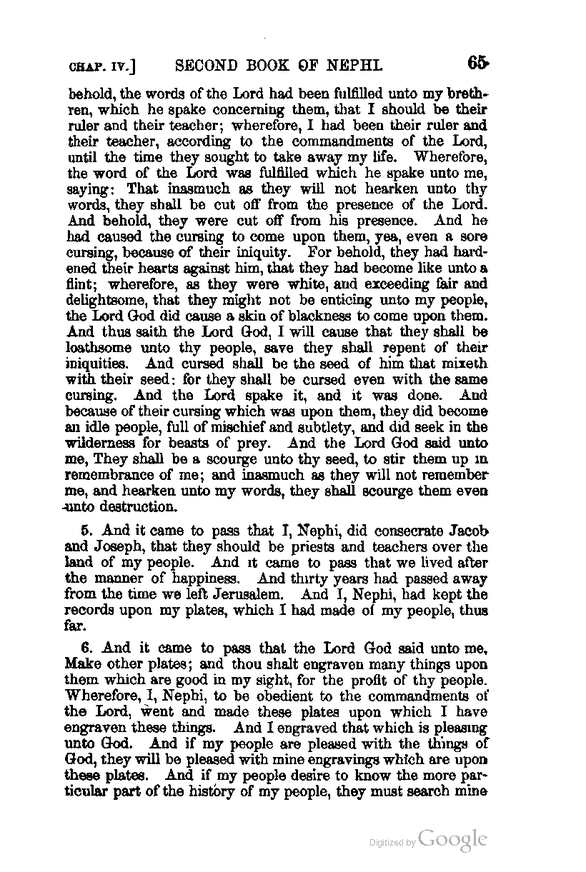 CHAP. IV.] SECOND BOOK OF NEPHI. 65
behold, the words of the Lord had been fulfilled unto my breth-
ren, which he spake concerning them, that I should be their
ruler and their teacher; wherefore, I had been their ruler and
their teacher, according to the commandments of the Lord,
until the time they sought to take away my life. Wherefore,
the word of the Lord was fulfilled which he spake unto me,
saying: That inasmuch as they will not hearken unto thy
words, they shall be cut off from the presence of the Lord.
And behold, they were cut off from his presence. And he
had caused the cursing to come upon them, yea, even a sore
cursing, because of their iniquity. For behold, they had hard-
ened their hearts against him, that they had become like unto a
flint; wherefore, as they were white, and exceeding fair and
delightsome, that they might not be enticing unto my people,
the Lord God did cause a skin of blackness to come upon them.
And thus saith the Lord God, I will cause that they shall be
loathsome unto thy people, save they shall repent of their
iniquities. And cursed shall be the seed of him that mixeth
with their seed: for they shall be cursed even with the same
cursing. And the Lord spake it, and it was done. And
because of their cursing which was upon them, they did become
an idle people, full of mischief and subtlety, and did seek in the
wilderness for beasts of prey. And the Lord God said unto
me, They shall be a scourge unto thy seed, to stir them up in
remembrance of me; and inasmuch as they will not remember
me, and hearken unto my words, they shall scourge them even
unto destruction.
5. And it came to pass that I, Nephi, did consecrate Jacob
and Joseph, that they should be priests and teachers over the
land of my people. And it came to pass that we lived after
the manner of happiness. And thirty years had passed away
from the time we left Jerusalem. And I, Nephi, had kept the
records upon my plates, which I had made of my people, thus
far.
6. And it came to pass that the Lord God said unto me,
Make other plates; and thou shalt engraven many things upon
them which are good in my sight, for the profit of thy people.
Wherefore, I, Nephi, to be obedient to the commandments of
the Lord, went and made these plates upon which I have
engraven these things. And I engraved that which is pleasing
unto God. And if my people are pleased with the things of
God, they will be pleased with mine engravings which are upon
these plates. And if my people desire to know the more par-
ticular part of the history of my people, they must search mine
Digitized by Google